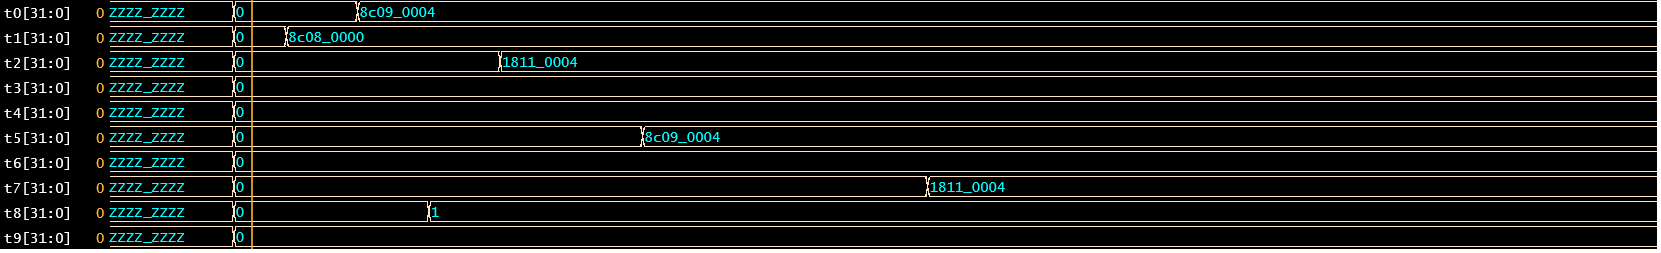 t0[31:0] 0 ZZZZ_ZZZZ 0 8c09_0004
t1[31:0] 0 ZZZZ_ZZZZ 0 8c08_0000
t2[31:0] 0 ZZZZ_ZZZZ 0 1811_0004
t3[31:0] 0 ZZZZ_ZZZZ 0
t4[31:0] 0 ZZZZ_ZZZZ 0
t5[31:0] 0 ZZZZ_ZZZZ 0 8c09_0004
t6[31:0] 0 ZZZZ_ZZZZ 0
t7[31:0] 0 ZZZZ_ZZZZ 0 1811_0004
t8[31:0] 0 ZZZZ_ZZZZ 0 1
t9[31:0] 0 ZZZZ_ZZZZ 0